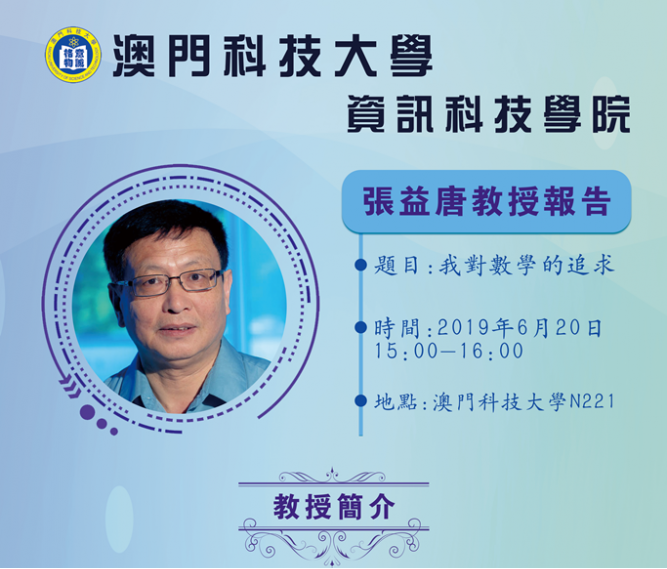 澳門科技大學
資訊科技學院
張益唐教授報告
題目:我對數學的追求
時間:2019年6月20日
15:00—16:00
地點:澳門科技大學N221
教授簡介